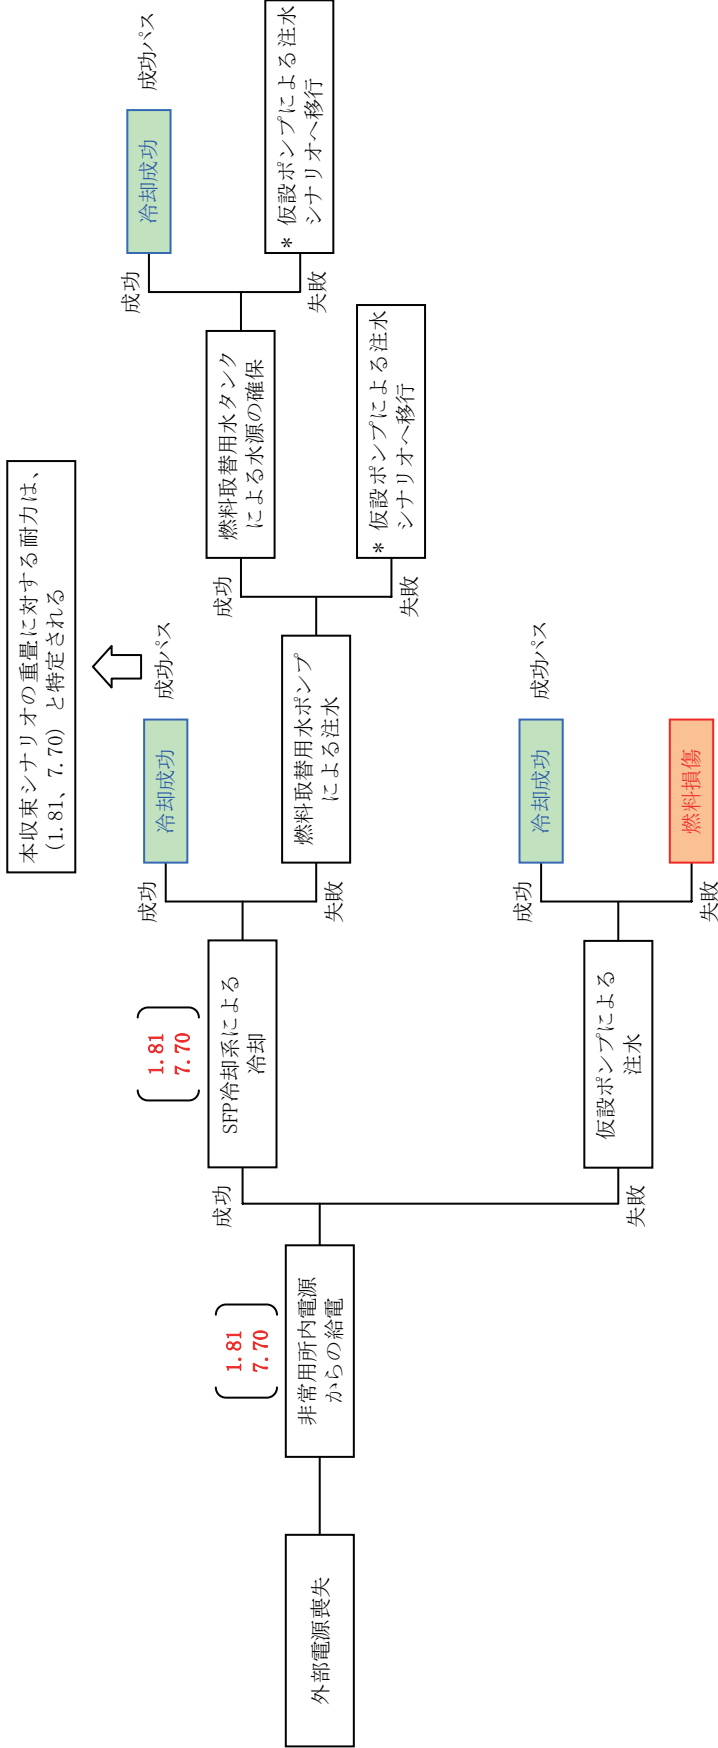 本収束シナリオの重畳に対する耐力は、
(1.81、7.70) と特定される
外部電源喪失
1.81
7.70
非常用所内電源
からの給電
成功
失敗
1.81
7.70
SFP冷却系による
冷却
成功
冷却成功
成功パス
失敗
燃料取替用水ポンプ
による注水
成功
燃料取替用水タンク
による水源の確保
成功
冷却成功
成功パス
失敗
* 仮設ポンプによる注水
シナリオへ移行
失敗
* 仮設ポンプによる注水
シナリオへ移行
仮設ポンプによる
注水
成功
冷却成功
成功パス
失敗
燃料損傷